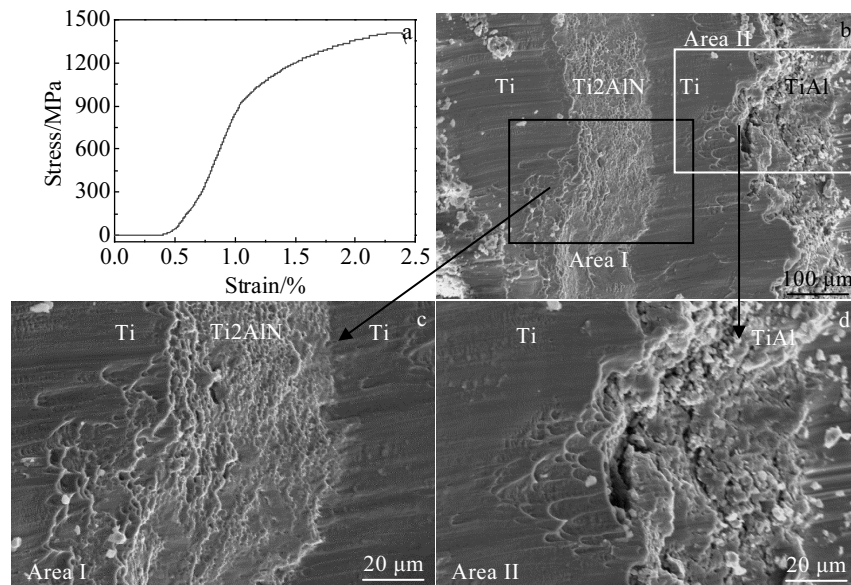 1500
1200
900
600
300
0
Stress/MPa
0.0 0.5 1.0 1.5 2.0 2.5
Strain/%
a
b
Area II
Ti
Ti2AlN
Ti
TiAl
Area I
100 µm
c
Ti
Ti2AlN
Ti
Area I
20 µm
d
Ti
TiAl
Area II
20 µm